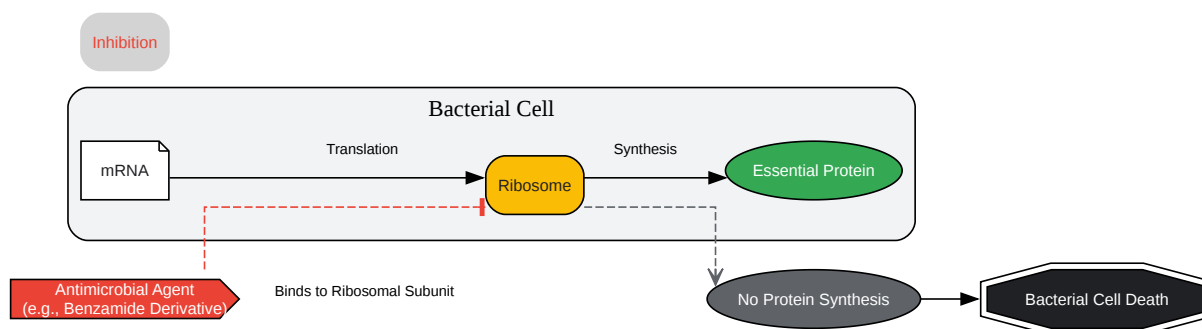 Inhibition
Bacterial Cell
mRNA
Translation
Ribosome
Synthesis
Essential Protein
Antimicrobial Agent
(e.g., Benzamide Derivative)
Binds to Ribosomal Subunit
No Protein Synthesis
Bacterial Cell Death